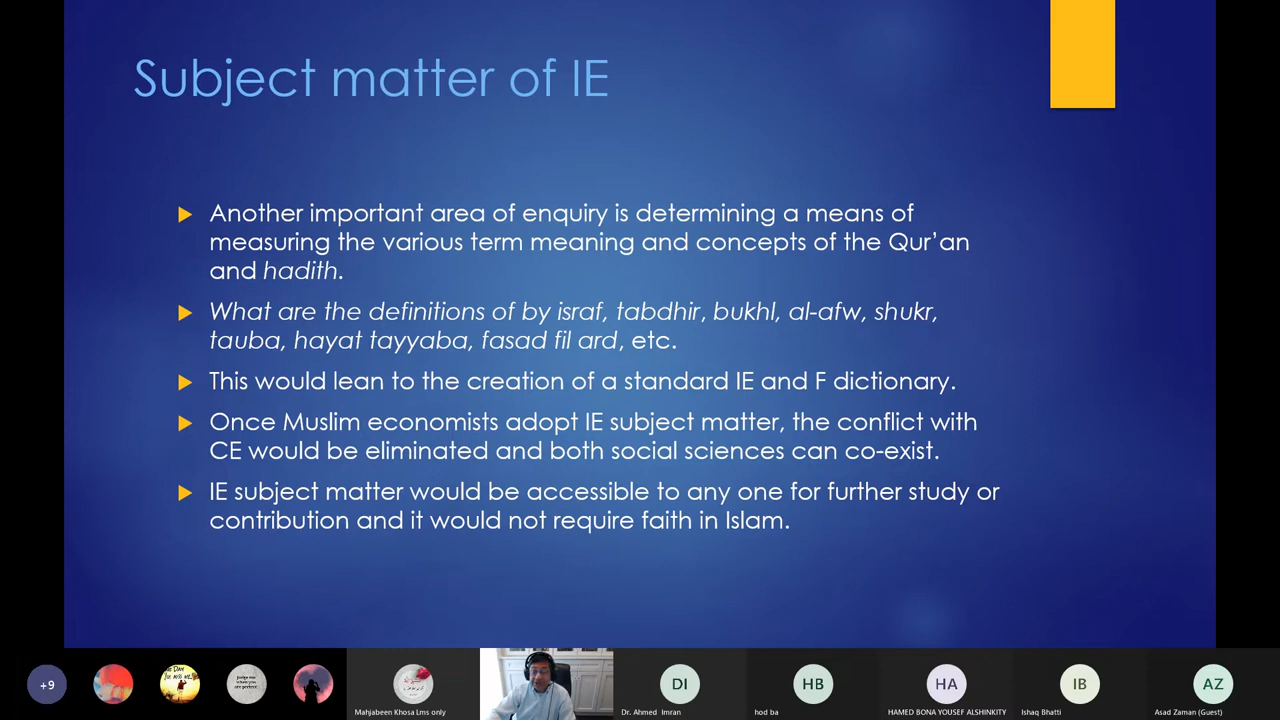 Subject matter of IE
Another important area of enquiry is determining a means of
measuring the various term meaning and concepts of the Qur’an
and hadith.
What are the definitions of by israf, tabdhir, bukhl, al-afw, shukr,
tauba, hayat tayyaba, fasad fil ard, etc.
This would lean to the creation of a standard IE and F dictionary.
Once Muslim economists adopt IE subject matter, the conflict with
CE would be eliminated and both social sciences can co-exist.
IE subject matter would be accessible to any one for further study or
contribution and it would not require faith in Islam.
+9
DI
HB
HA
IB
AZ
Mahjabeen Khosa Lms only
Dr. Ahmed Imran
hod ba
HAMED BONA YOUSEF ALSHINKITY
Ishaq Bhatti
Asad Zaman (Guest)